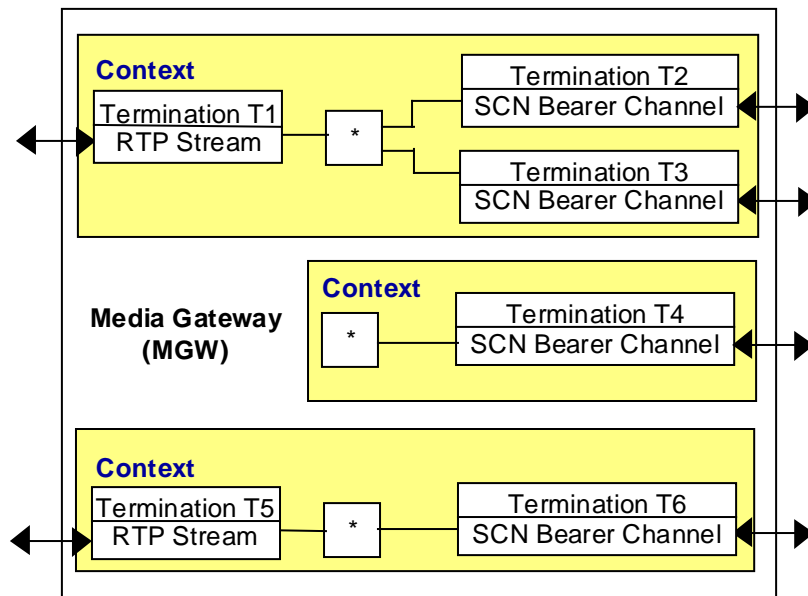 Context
Termination T1
RTP Stream
*
Termination T2
SCN Bearer Channel
Termination T3
SCN Bearer Channel
Media Gateway
(MGW)
Context
*
Termination T4
SCN Bearer Channel
Context
Termination T5
RTP Stream
*
Termination T6
SCN Bearer Channel